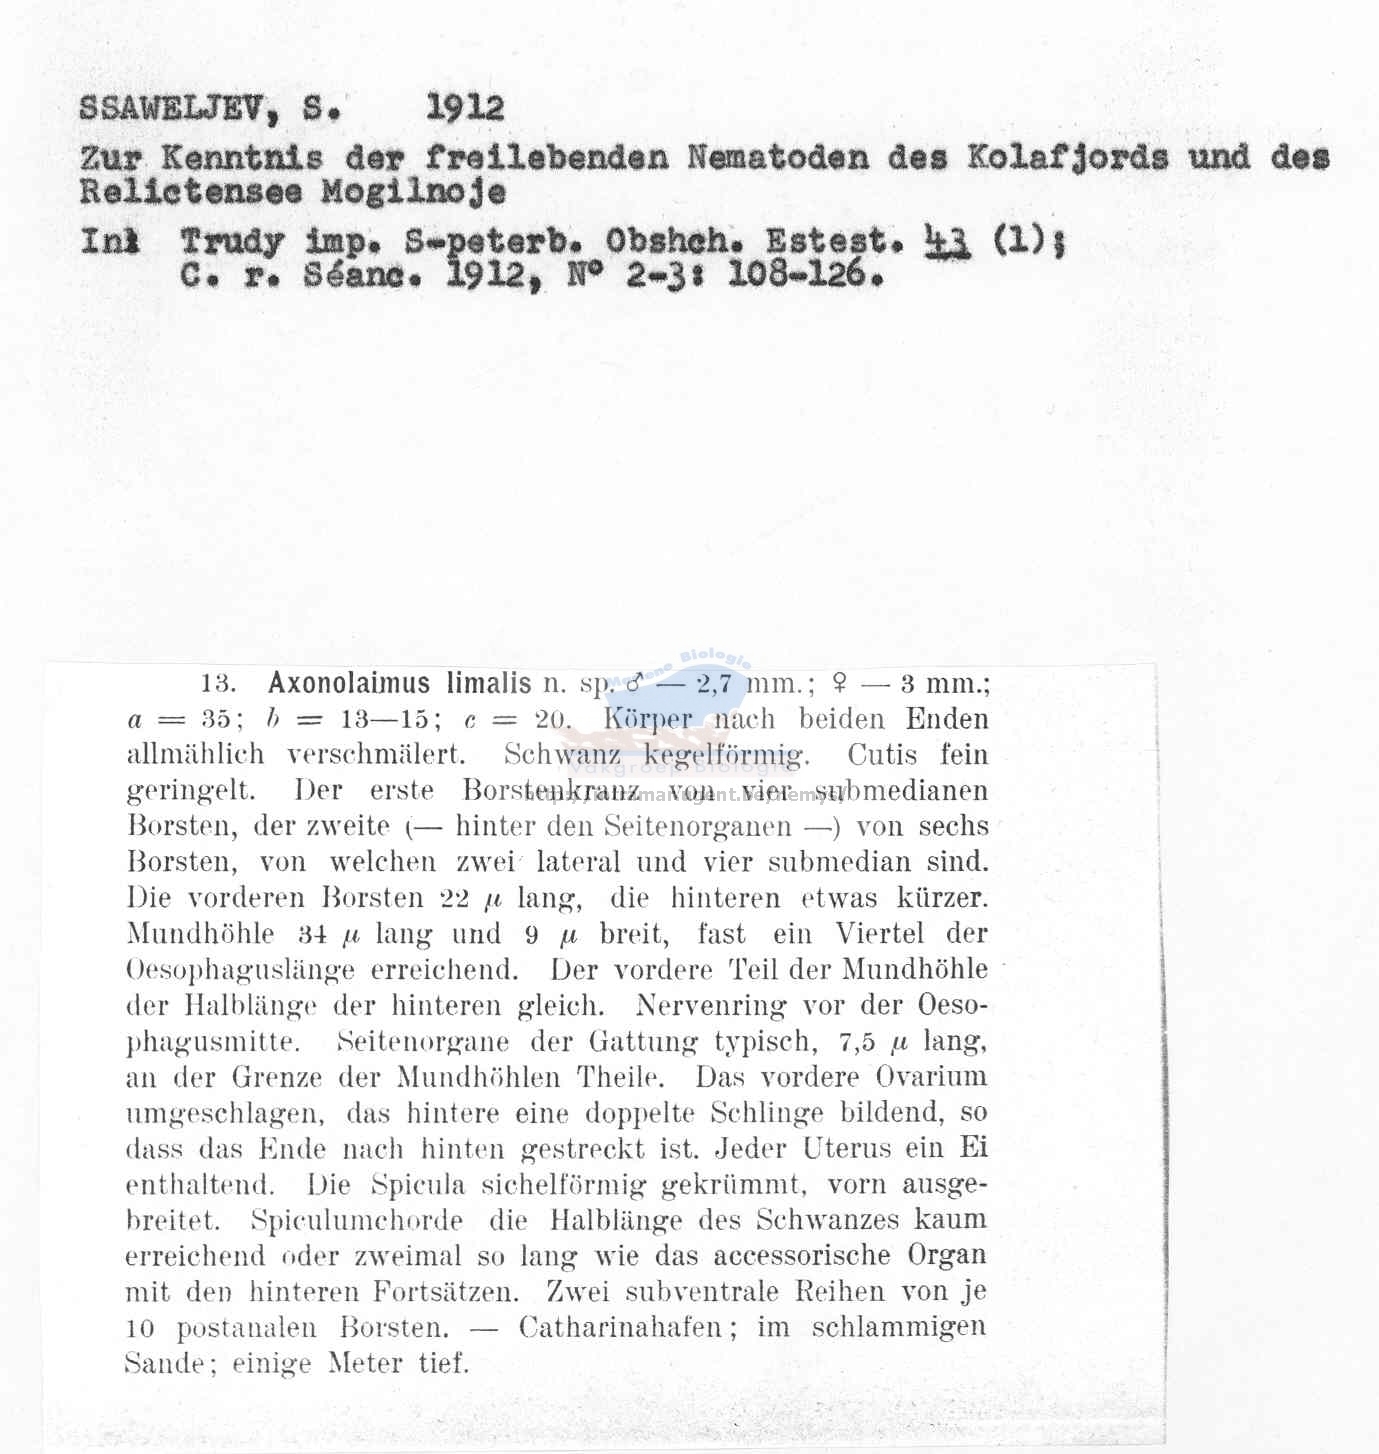 SSAWELJEV, S. 1912
Zur Kenntnis der freilebenden Nematoden des Kolafjords und des
Relictensee Mogilnoje
In: Trudy imp. S-peterb. Obshch. Estest. 43 (1);
C. r. Séanc. 1912, N° 2-3: 108-126.
Mariene Biologie
13. Axonolaimus limalis n. sp. ♂ — 2,7 mm.; ♀ — 3 mm.;
a = 35; b = 13—15; c = 20. Körper nach beiden Enden
allmählich verschmälert. Schwanz kegelförmig. Cutis fein
Vakgroep Biologie
geringelt. Der erste Borstenkranz von vier submedianen
Borsten, der zweite (— hinter den Seitenorganen —) von sechs
Borsten, von welchen zwei lateral und vier submedian sind.
Die vorderen Borsten 22 μ lang, die hinteren etwas kürzer.
Mundhöhle 34 μ lang und 9 μ breit, fast ein Viertel der
Oesophaguslänge erreichend. Der vordere Teil der Mundhöhle
der Halblänge der hinteren gleich. Nervenring vor der Oeso-
phagusmitte. Seitenorgane der Gattung typisch, 7,5 μ lang,
an der Grenze der Mundhöhlen Theile. Das vordere Ovarium
umgeschlagen, das hintere eine doppelte Schlinge bildend, so
dass das Ende nach hinten gestreckt ist. Jeder Uterus ein Ei
enthaltend. Die Spicula sichelförmig gekrümmt, vorn ausge-
breitet. Spiculumchorde die Halblänge des Schwanzes kaum
erreichend oder zweimal so lang wie das accessorische Organ
mit den hinteren Fortsätzen. Zwei subventrale Reihen von je
10 postanalen Borsten. — Catharinahafen; im schlammigen
Sande; einige Meter tief.